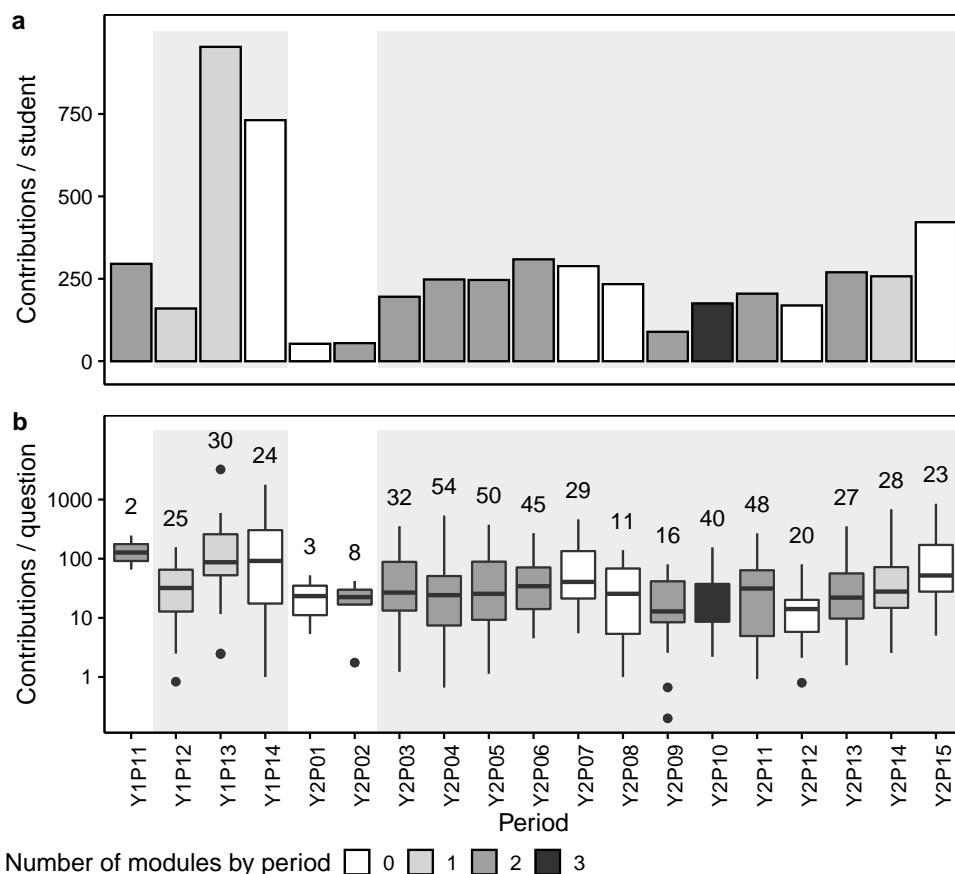 a
Contributions / student
750
500
250
0
b
Contributions / question
1000
100
10
1
2
25
30
24
3
8
32
54
50
45
29
11
16
40
48
20
27
28
23
Y1P11
Y1P12
Y1P13
Y1P14
Y2P01
Y2P02
Y2P03
Y2P04
Y2P05
Y2P06
Y2P07
Y2P08
Y2P09
Y2P10
Y2P11
Y2P12
Y2P13
Y2P14
Y2P15
Period
Number of modules by period 0 1 2 3